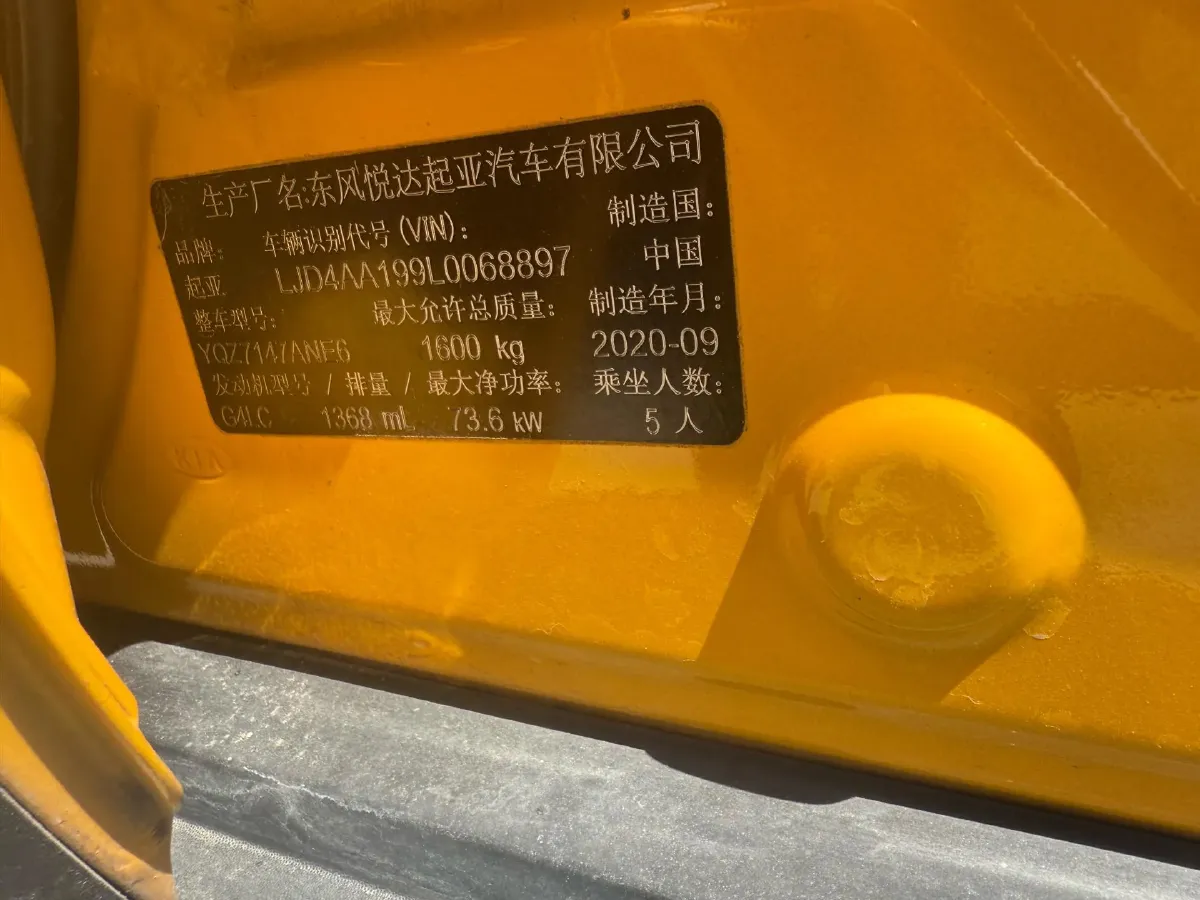 生产厂名:东风悦达起亚汽车有限公司
品牌: 车辆识别代号(VIN): 制造国:
起亚 LJD4AA199L0068897 中国
整车型号: 最大允许总质量: 制造年月:
YQZ7147ANE6 1600 kg 2020-09
发动机型号 / 排量 / 最大净功率: 乘坐人数:
G4LC 1368 mL 73.6 kW 5 人
KIA